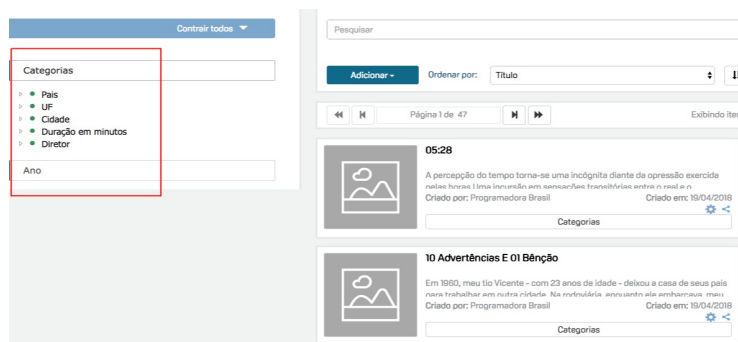 Contrair todos
Categorias
Pais
UF
Cidade
Duração em minutos
Diretor
Ano
Pesquisar
Adicionar
Ordenar por:
Título
Página 1 de 47
Exibindo iter
05:28
A percepção do tempo torna-se uma incógnita diante da opressão exercida
pelas horas Uma incursão em sensações transitórias entre o real e o
Criado por: Programadora Brasil
Criado em: 19/04/2018
Categorias
10 Advertências E 01 Bênção
Em 1960, meu tio Vicente - com 23 anos de idade - deixou a casa de seus pais
para trabalhar em outra cidade. Na rodoviária, enquanto ele embarcava, meu
Criado por: Programadora Brasil
Criado em: 19/04/2018
Categorias